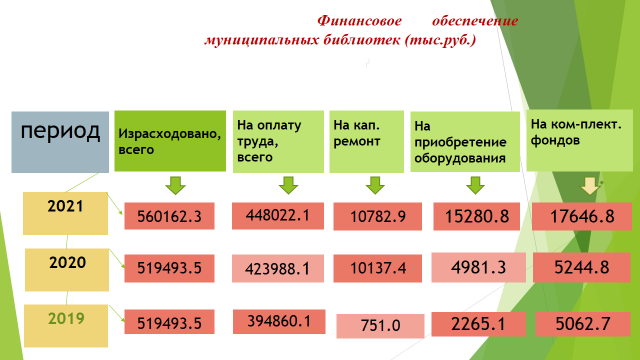 Финансовое обеспечение
муниципальных библиотек (тыс.руб.)
период
Израсходовано,
всего
На оплату
труда,
всего
На кап.
ремонт
На
приобретение
оборудования
На ком-плект.
фондов
2021 560162.3 448022.1 10782.9 15280.8 17646.8
2020 519493.5 423988.1 10137.4 4981.3 5244.8
2019 519493.5 394860.1 751.0 2265.1 5062.7